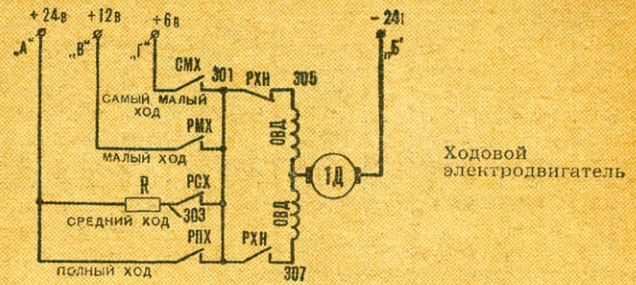 +24в +12в +6в -24в
„А“ „В“ „Г“ „Б“
СМХ 301 РХН 305
САМЫЙ МАЛЫЙ
ХОД
РМХ ОВД
МАЛЫЙ ХОД
1Д
Ходовой
электродвигатель
R РСХ
303
СРЕДНИЙ ХОД
ОВД
РПХ РХН
ПОЛНЫЙ ХОД
307